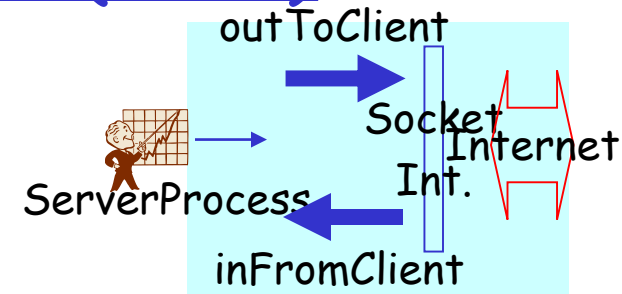 outToClient
Socket
Int.
Internet
ServerProcess
inFromClient